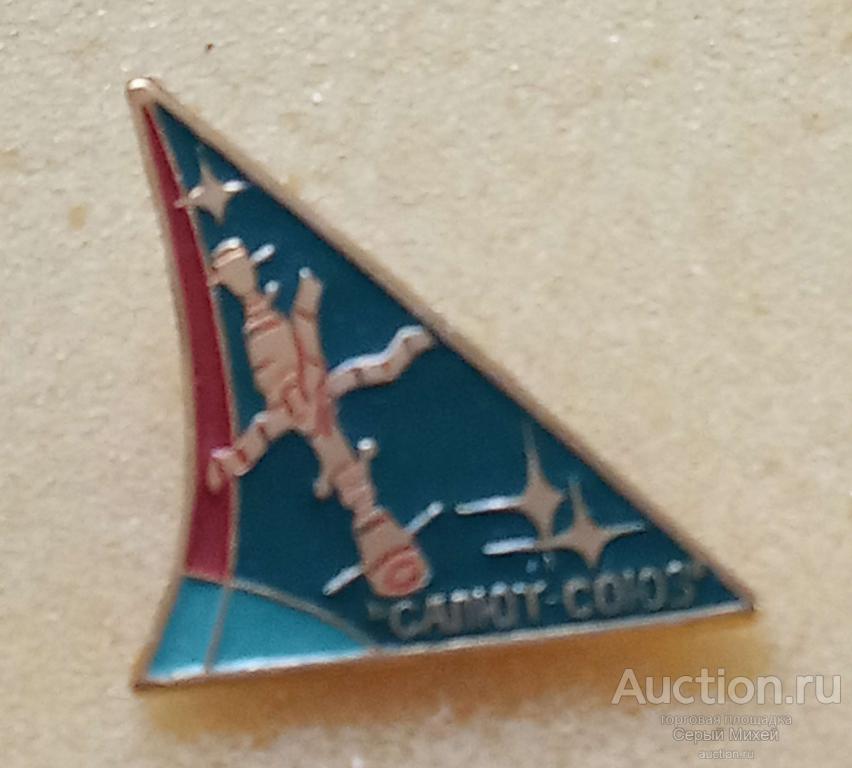 "САЛЮТ-СОЮЗ"
Auction.ru
торговая площадка
Серый Михей
auction.ru